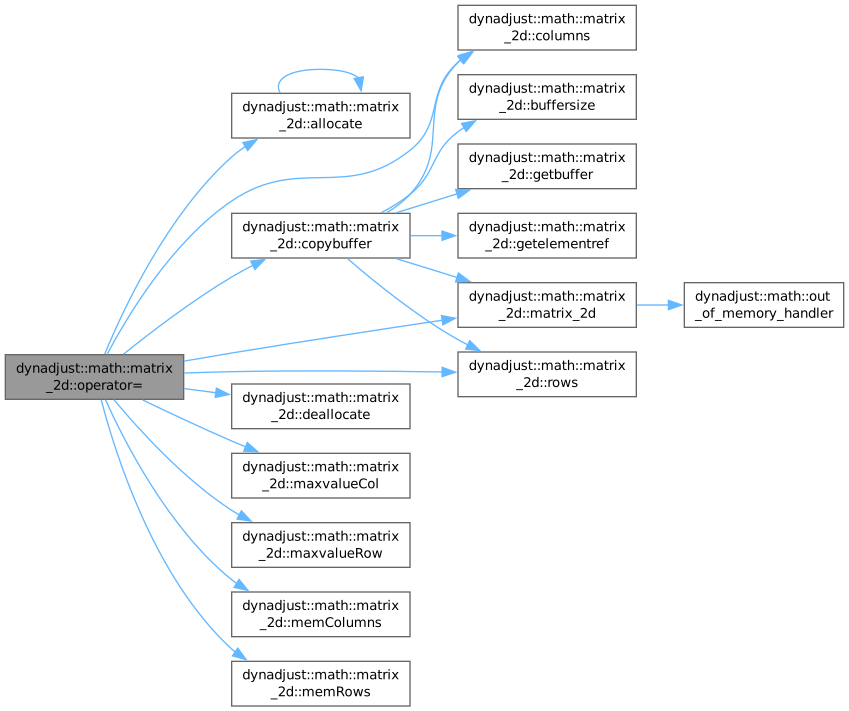 dynadjust::math::matrix
_2d::operator=
dynadjust::math::matrix
_2d::allocate
dynadjust::math::matrix
_2d::copybuffer
dynadjust::math::matrix
_2d::deallocate
dynadjust::math::matrix
_2d::maxvalueCol
dynadjust::math::matrix
_2d::maxvalueRow
dynadjust::math::matrix
_2d::memColumns
dynadjust::math::matrix
_2d::memRows
dynadjust::math::matrix
_2d::columns
dynadjust::math::matrix
_2d::buffersize
dynadjust::math::matrix
_2d::getbuffer
dynadjust::math::matrix
_2d::getelementref
dynadjust::math::matrix
_2d::matrix_2d
dynadjust::math::matrix
_2d::rows
dynadjust::math::out
_of_memory_handler